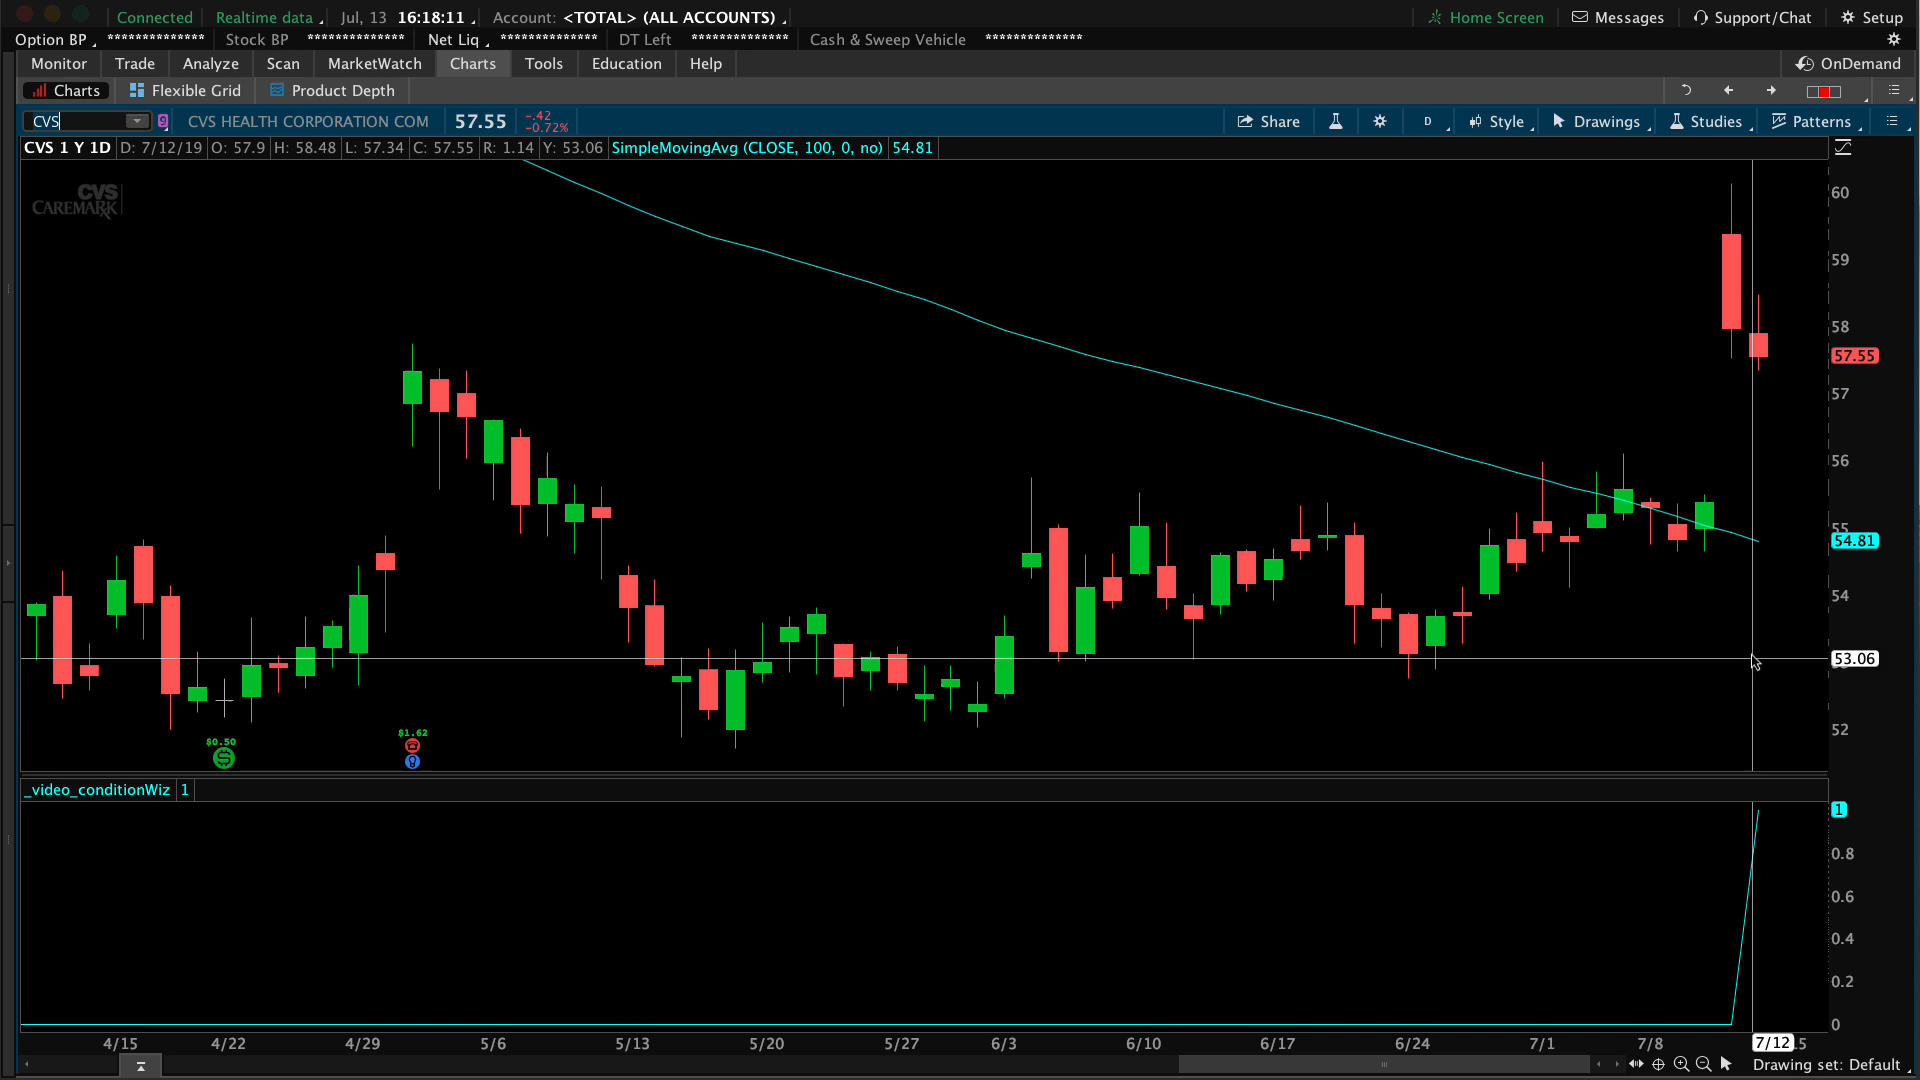 Connected Realtime data Jul, 13 16:18:11 Account: <TOTAL> (ALL ACCOUNTS) Home Screen Messages Support/Chat Setup
Option BP ************** Stock BP ************** Net Liq ************** DT Left ************** Cash & Sweep Vehicle **************
Monitor Trade Analyze Scan MarketWatch Charts Tools Education Help OnDemand
Charts Flexible Grid Product Depth
CVS 9 CVS HEALTH CORPORATION COM 57.55 -.42 -0.72% Share D Style Drawings Studies Patterns
CVS 1 Y 1D D: 7/12/19 O: 57.9 H: 58.48 L: 57.34 C: 57.55 R: 1.14 Y: 53.06 SimpleMovingAvg (CLOSE, 100, 0, no) 54.81
CVS
CAREMARK
60
59
58
57.55
57
56
55
54.81
54
53.06
52
$0.50 $1.62
_video_conditionWiz 1
1
0.8
0.6
0.4
0.2
0
4/15 4/22 4/29 5/6 5/13 5/20 5/27 6/3 6/10 6/17 6/24 7/1 7/8 7/12
Drawing set: Default